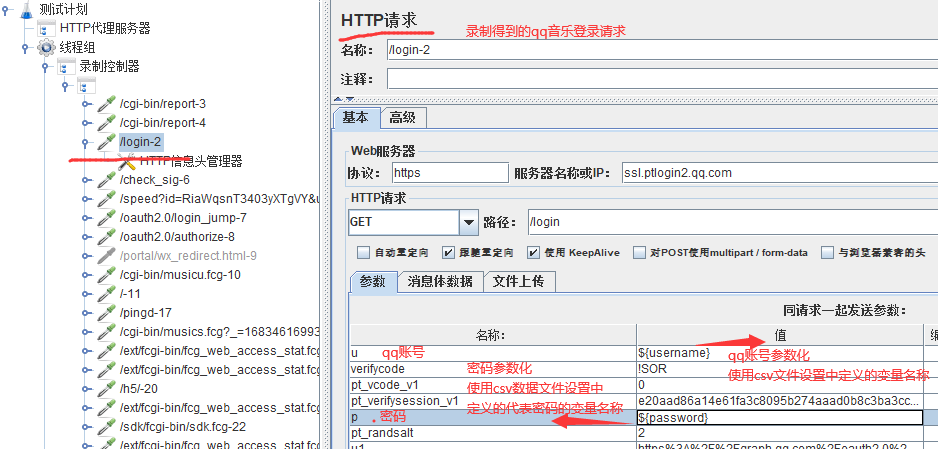 测试计划
HTTP代理服务器
线程组
录制控制器
/cgi-bin/report-3
/cgi-bin/report-4
/login-2
HTTP信息头管理器
/check_sig-6
/speed?id=RiaWqsnT3403yXTgVY&u
/oauth2.0/login_jump-7
/oauth2.0/authorize-8
/portal/wx_redirect.html-9
/cgi-bin/musicu.fcg-10
/-11
/pingd-17
/cgi-bin/musics.fcg?_=16834616993
/ext/fcgi-bin/fcg_web_access_stat.fcg
/ext/fcgi-bin/fcg_web_access_stat.fcg
/h5/-20
/ext/fcgi-bin/fcg_web_access_stat.fcg
/sdk/fcgi-bin/sdk.fcg-22
/ext/fcgi-bin/fcg_web_access_stat.fcg
HTTP请求
录制得到的qq音乐登录请求
名称: /login-2
注释:
基本 高级
Web服务器
协议: https 服务器名称或IP: ssl.ptlogin2.qq.com
HTTP请求
GET 路径: /login
自动重定向 跟随重定向 使用 KeepAlive 对POST使用multipart / form-data 与浏览器兼容的头
参数 消息体数据 文件上传
同请求一起发送参数:
名称: 值 编
u qq账号 ${username} qq账号参数化
verifycode 密码参数化 !SOR 使用csv文件设置中定义的变量名称
pt_vcode_v1 使用csv数据文件设置中 0
pt_verifysession_v1 定义的代表密码的变量名称 e20aad86a14e61fa3c8095b274aaad0b8c3ba3cc...
p 密码 ${password}
pt_randsalt 2
u1 https%3A%2F%2Fgraph.qq.com%2Foauth2.0%2...